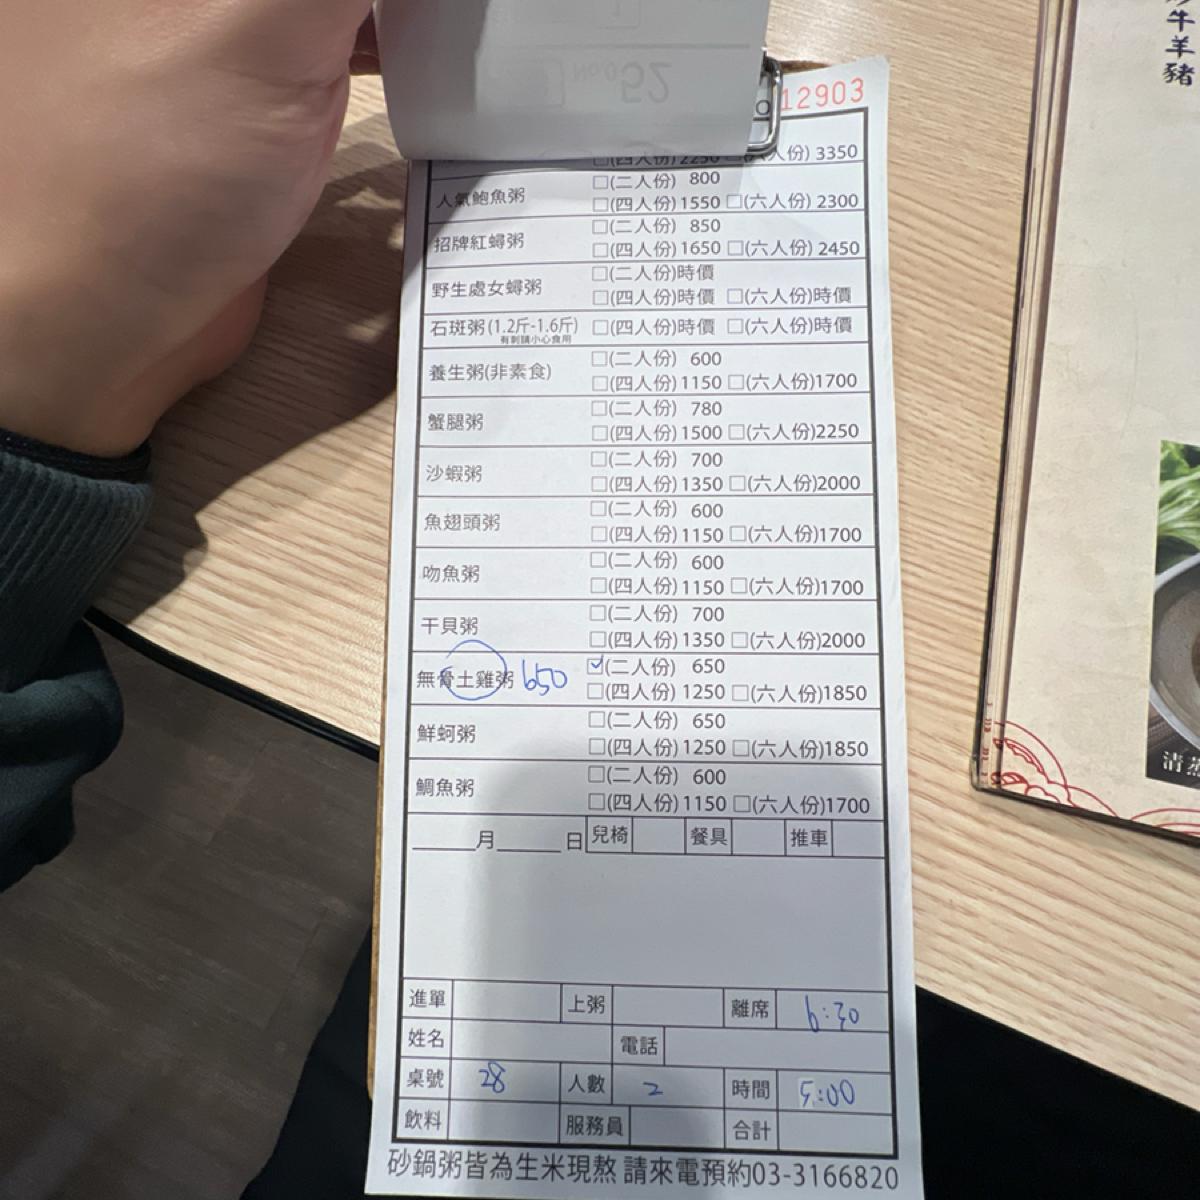 12903
(四人份)2250 □(六人份) 3350
人氣鮑魚粥 □(二人份) 800
□(四人份)1550 □(六人份) 2300
招牌紅蟳粥 □(二人份) 850
□(四人份)1650 □(六人份) 2450
野生處女蟳粥 □(二人份)時價
□(四人份)時價 □(六人份)時價
石斑粥(1.2斤-1.6斤) □(四人份)時價 □(六人份)時價
有刺請小心食用
養生粥(非素食) □(二人份) 600
□(四人份)1150 □(六人份)1700
蟹腿粥 □(二人份) 780
□(四人份)1500 □(六人份)2250
沙蝦粥 □(二人份) 700
□(四人份)1350 □(六人份)2000
魚翅頭粥 □(二人份) 600
□(四人份)1150 □(六人份)1700
吻魚粥 □(二人份) 600
□(四人份)1150 □(六人份)1700
干貝粥 □(二人份) 700
□(四人份)1350 □(六人份)2000
無骨土雞粥 650 ☑(二人份) 650
□(四人份)1250 □(六人份)1850
鮮蚵粥 □(二人份) 650
□(四人份)1250 □(六人份)1850
鯛魚粥 □(二人份) 600
□(四人份)1150 □(六人份)1700
____月____日 兒椅 餐具 推車
進單 上粥 離席 6:30
姓名 電話
桌號 28 人數 2 時間 5:00
飲料 服務員 合計
砂鍋粥皆為生米現熬 請來電預約03-3166820
牛羊豬
清蒸